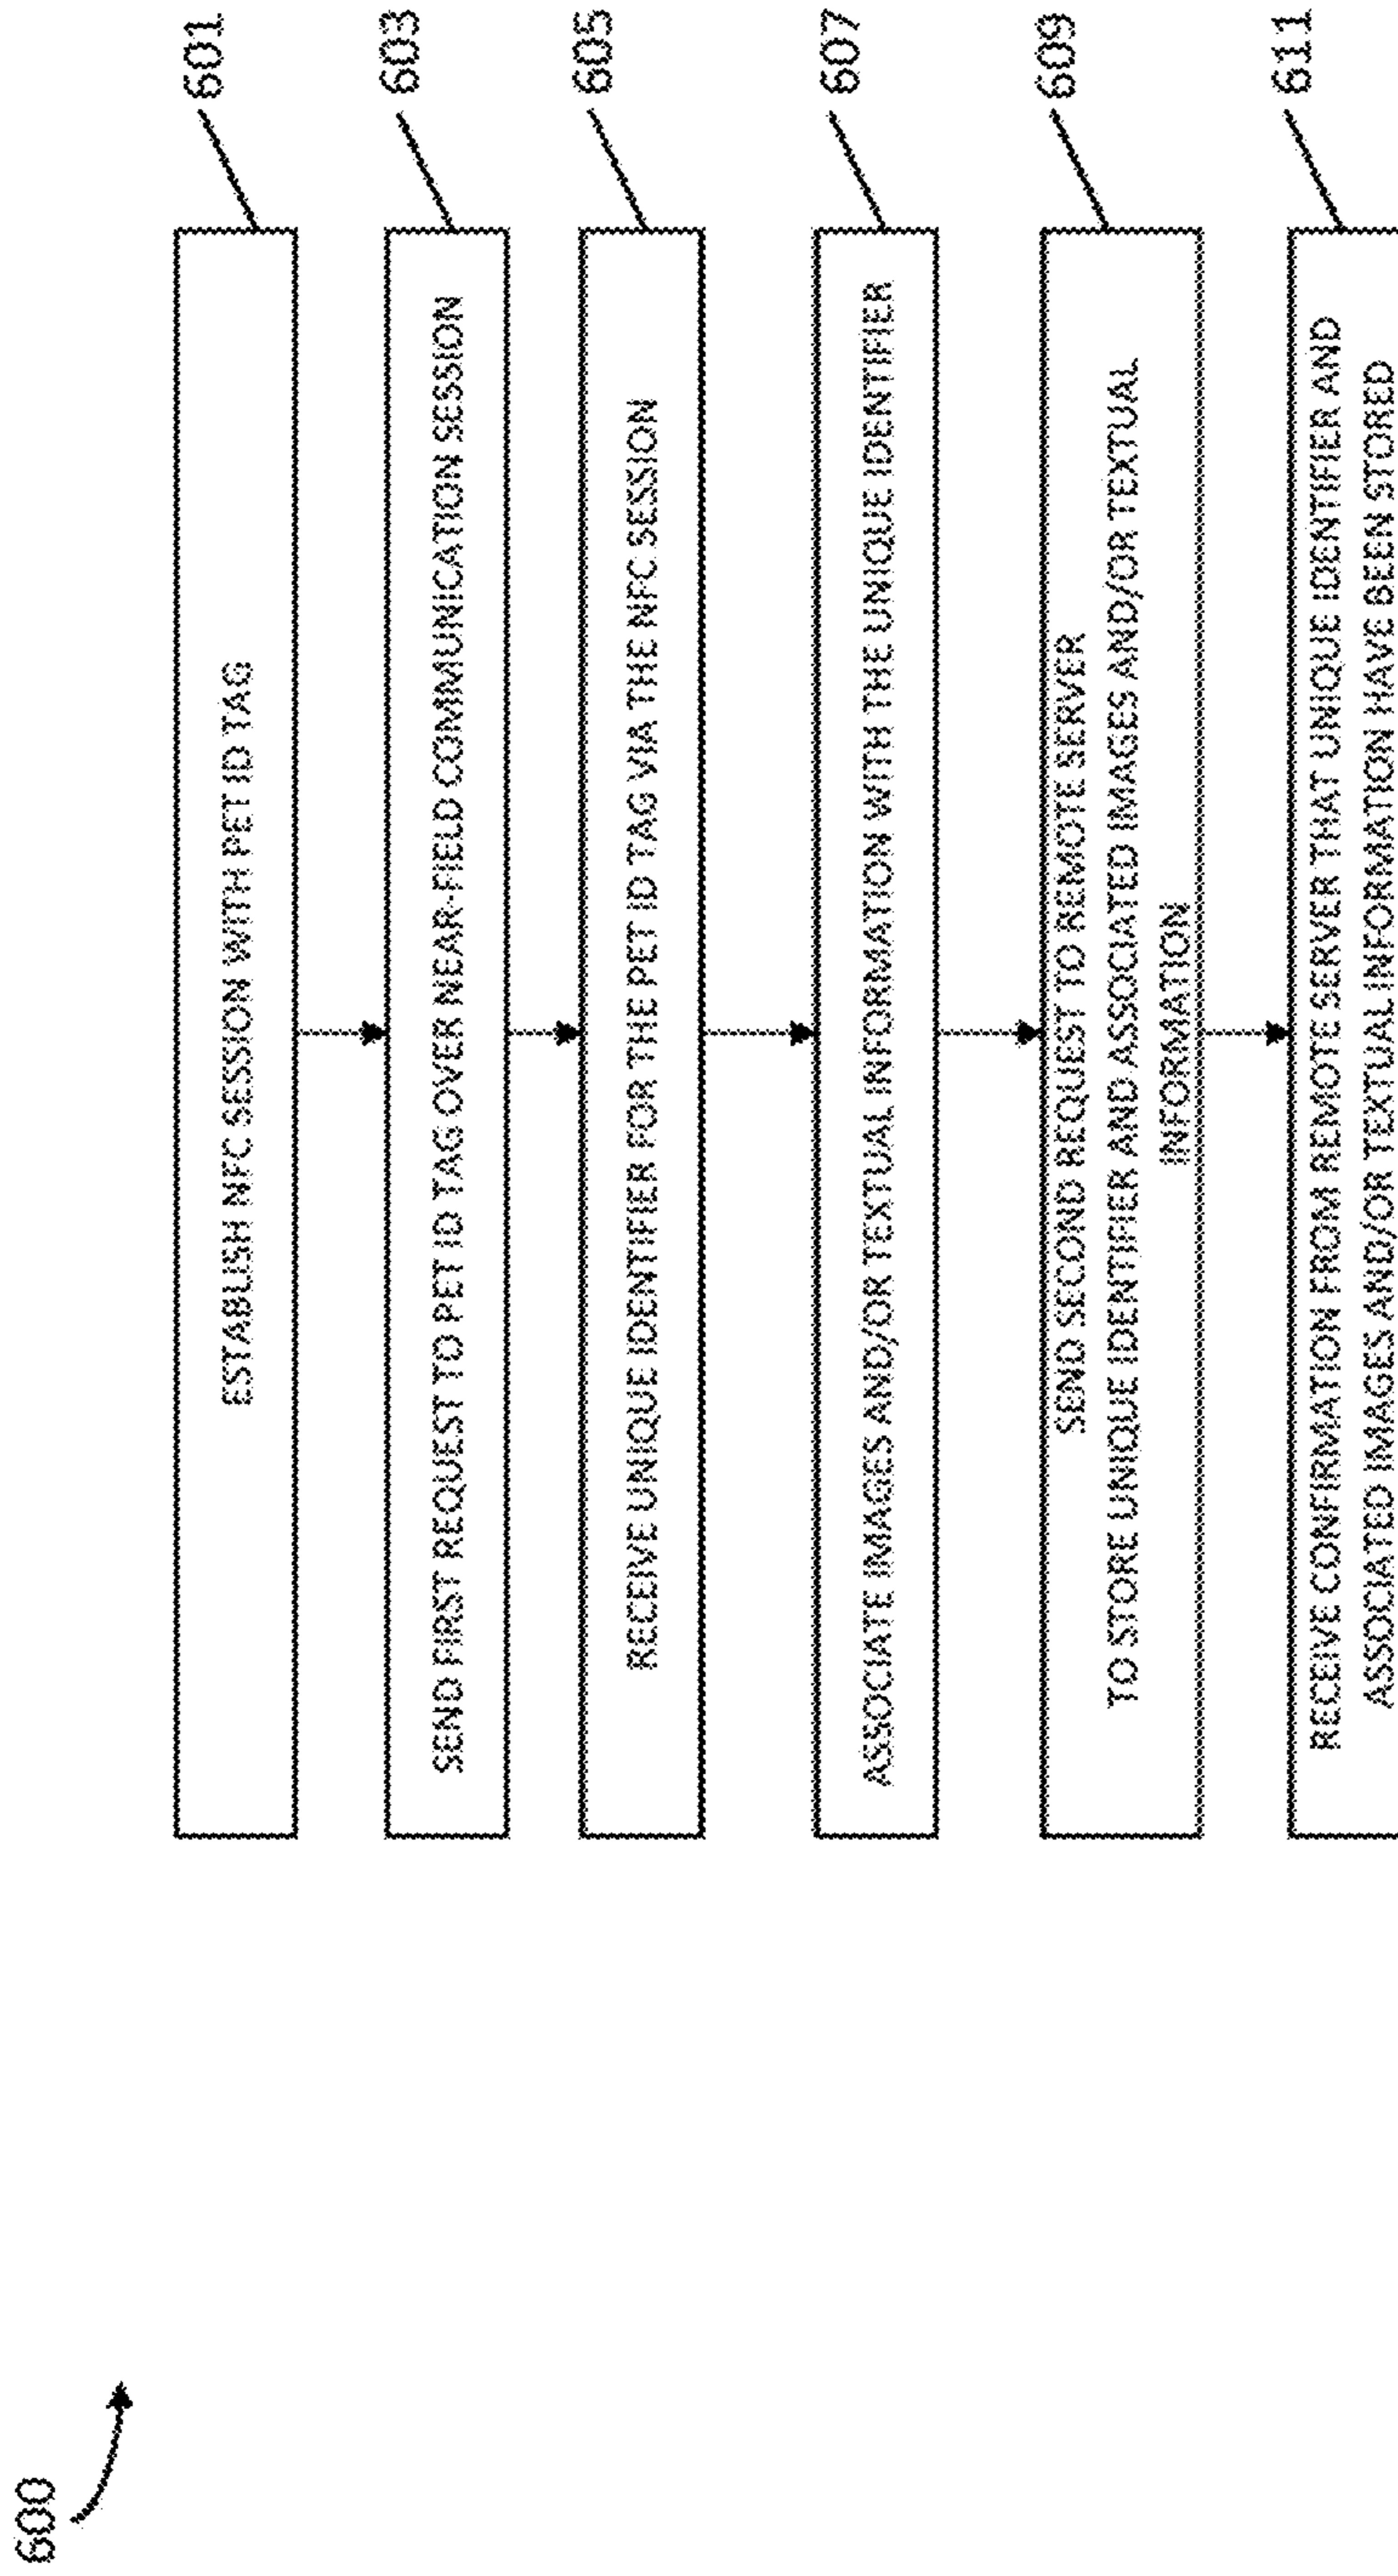 600
601
ESTABLISH NFC SESSION WITH PET ID TAG
603
SEND FIRST REQUEST TO PET ID TAG OVER NEAR-FIELD COMMUNICATION SESSION
605
RECEIVE UNIQUE IDENTIFIER FOR THE PET ID TAG VIA THE NFC SESSION
607
ASSOCIATE IMAGES AND/OR TEXTUAL INFORMATION WITH THE UNIQUE IDENTIFIER
609
SEND SECOND REQUEST TO REMOTE SERVER
TO STORE UNIQUE IDENTIFIER AND ASSOCIATED IMAGES AND/OR TEXTUAL
INFORMATION
611
RECEIVE CONFIRMATION FROM REMOTE SERVER THAT UNIQUE IDENTIFIER AND
ASSOCIATED IMAGES AND/OR TEXTUAL INFORMATION HAVE BEEN STORED